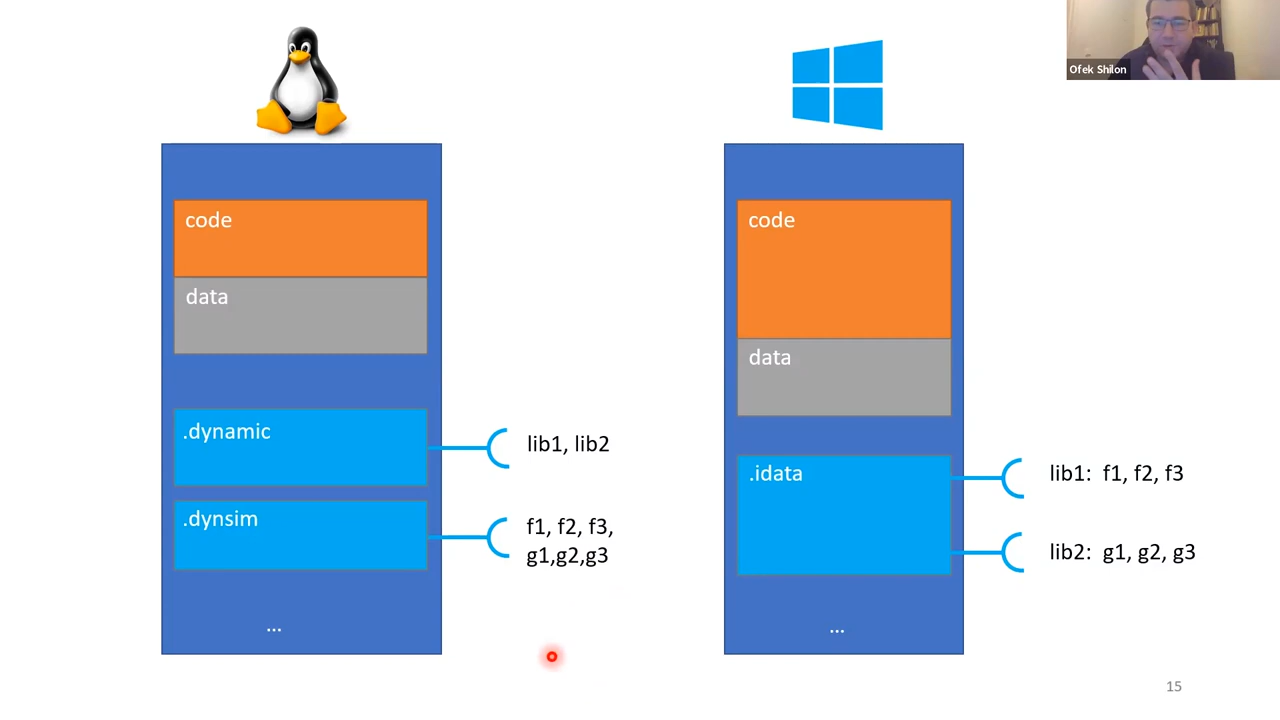 Ofek Shilon
code
data
.dynamic
lib1, lib2
.dynsim
f1, f2, f3,
g1,g2,g3
...
code
data
.idata
lib1: f1, f2, f3
lib2: g1, g2, g3
...
15